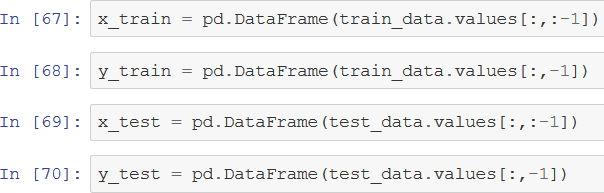 In [67]: x_train = pd.DataFrame(train_data.values[:,:-1])
In [68]: y_train = pd.DataFrame(train_data.values[:,-1])
In [69]: x_test = pd.DataFrame(test_data.values[:,:-1])
In [70]: y_test = pd.DataFrame(test_data.values[:,-1])